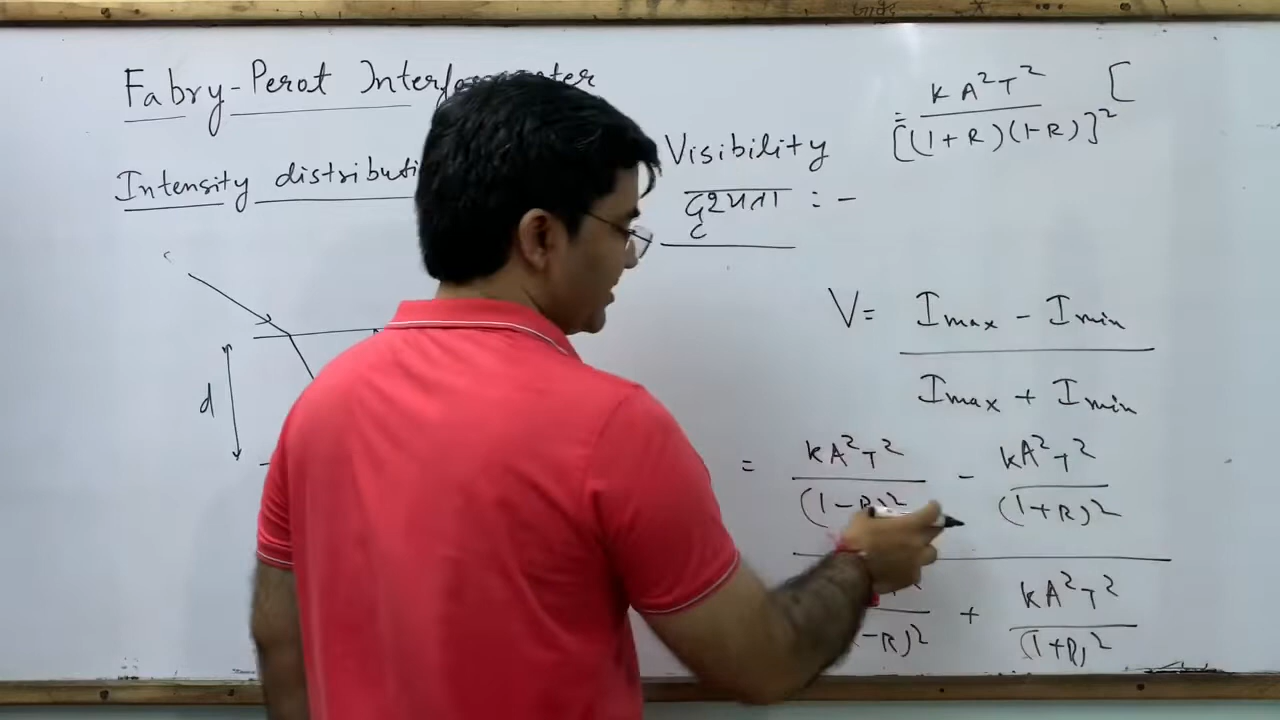 Fabry-Perot Interferometer
Intensity distributi
d
Visibility
दृश्यता :-
= kA²T² / [(1+R)(1-R)]² [
V = Imax - Imin / Imax + Imin
= kA²T² / (1-R)² - kA²T² / (1+R)²
-R)² + kA²T² / (1+R)²